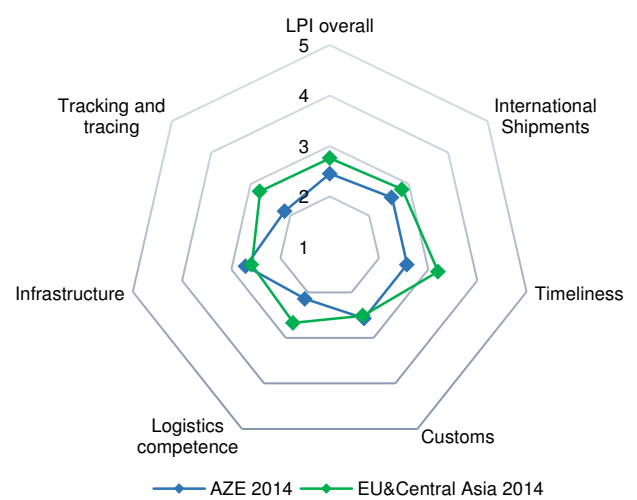 LPI overall
5
4
3
2
1
International
Shipments
Timeliness
Customs
Logistics
competence
Infrastructure
Tracking and
tracing
AZE 2014
EU&Central Asia 2014